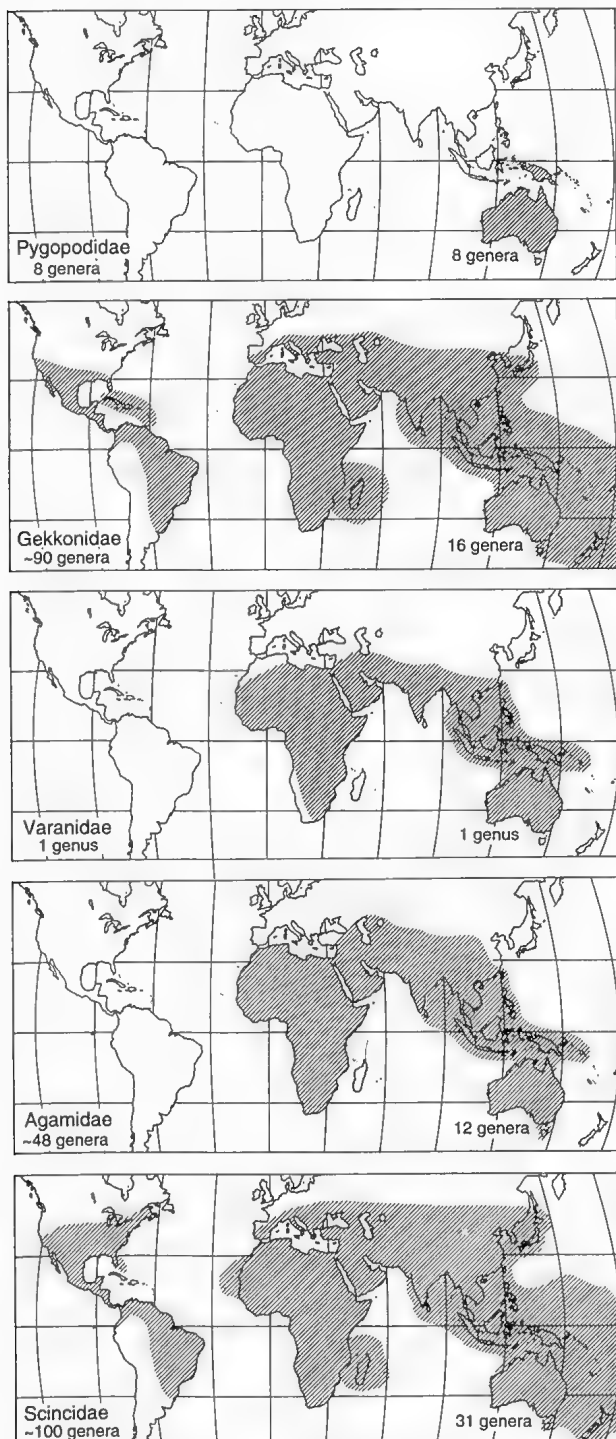 Pygopodidae
8 genera
8 genera
Gekkonidae
~90 genera
16 genera
Varanidae
1 genus
1 genus
Agamidae
~48 genera
12 genera
Scincidae
~100 genera
31 genera